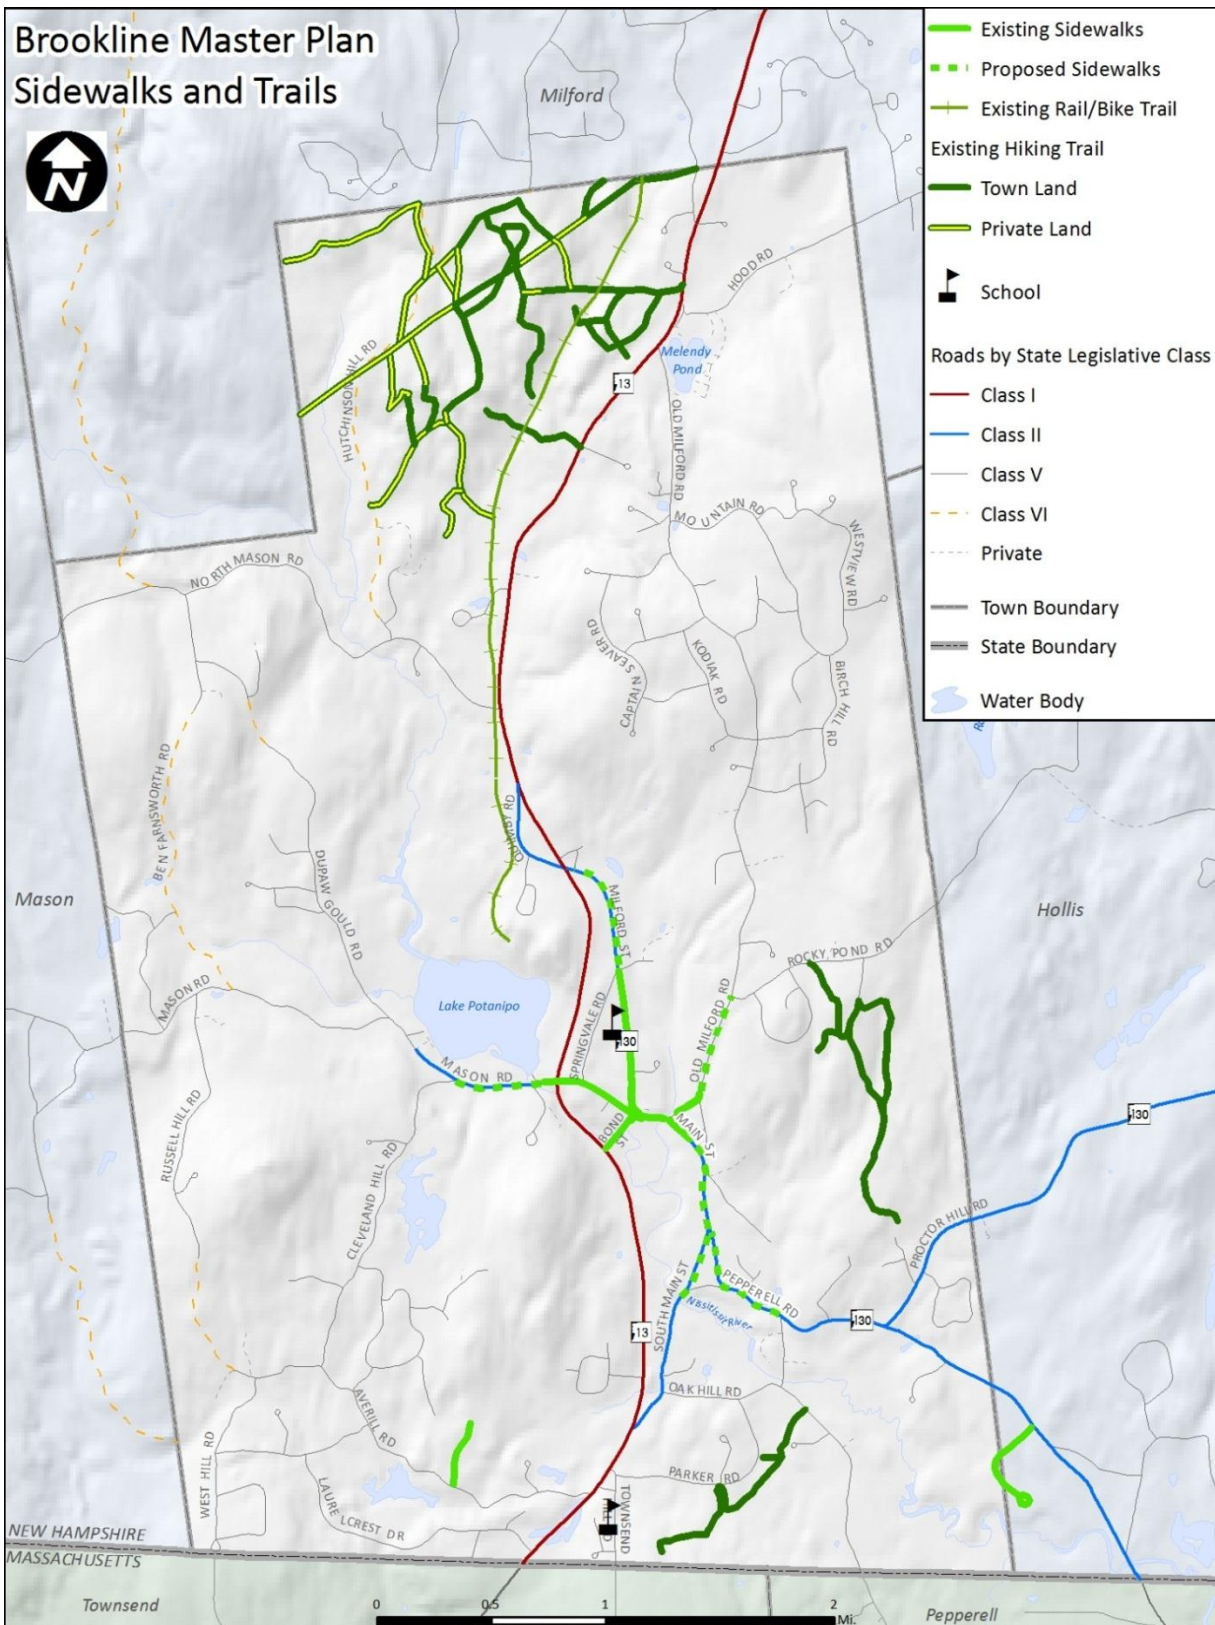 Brookline Master Plan
Sidewalks and Trails
N
Existing Sidewalks
Proposed Sidewalks
Existing Rail/Bike Trail
Existing Hiking Trail
Town Land
Private Land
School
Roads by State Legislative Class
Class I
Class II
Class V
Class VI
Private
Town Boundary
State Boundary
Water Body
Milford
HOOD RD
Melendy
Pond
13
HUTCHINSON HILL RD
OLD MILFORD RD
MOUNTAIN RD
WESTVIEW RD
NORTH MASON RD
CAPTAIN SEAVER RD
KODIAK RD
BIRCH HILL RD
BEN FARNSWORTH RD
QUIMBY RD
DUPAW GOULD RD
MILFORD ST
Mason
Hollis
ROCKY POND RD
MASON RD
Lake Potanipo
SPRINGVALE RD
130
OLD MILFORD RD
MASON RD
BOND
ST
MAIN ST
130
RUSSELL HILL RD
CLEVELAND HILL RD
PROCTOR HILL RD
SOUTH MAIN ST
PEPPERELL RD
Nissitissit River
130
13
OAK HILL RD
AVERILL RD
WEST HILL RD
LAURELCREST DR
PARKER RD
TOWNSEND
HILL RD
NEW HAMPSHIRE
MASSACHUSETTS
Townsend
0
0.5
1
2
Mi.
Pepperell